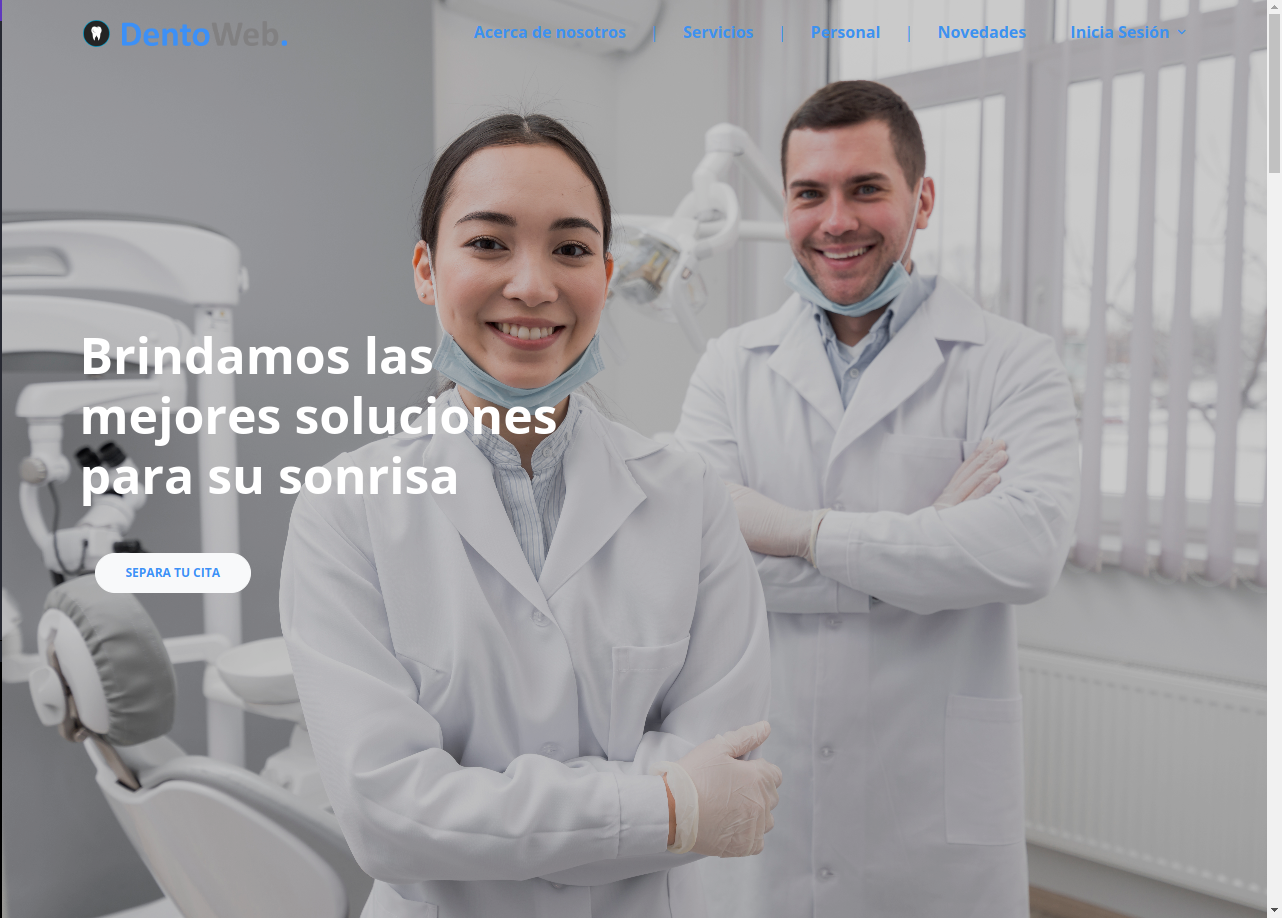 DentoWeb.
Acerca de nosotros | Servicios | Personal | Novedades Inicia Sesión
Brindamos las
mejores soluciones
para su sonrisa
SEPARA TU CITA